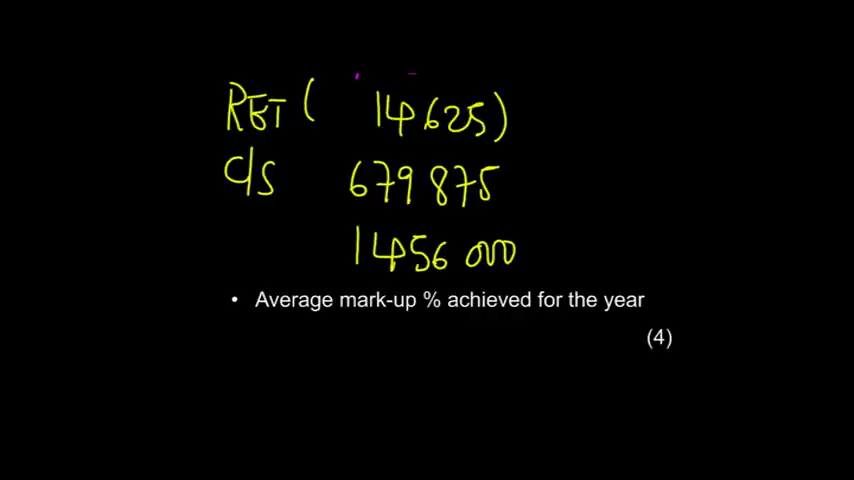 RET ( 14 625)
C/S 679 875
1 456 000
• Average mark-up % achieved for the year
(4)